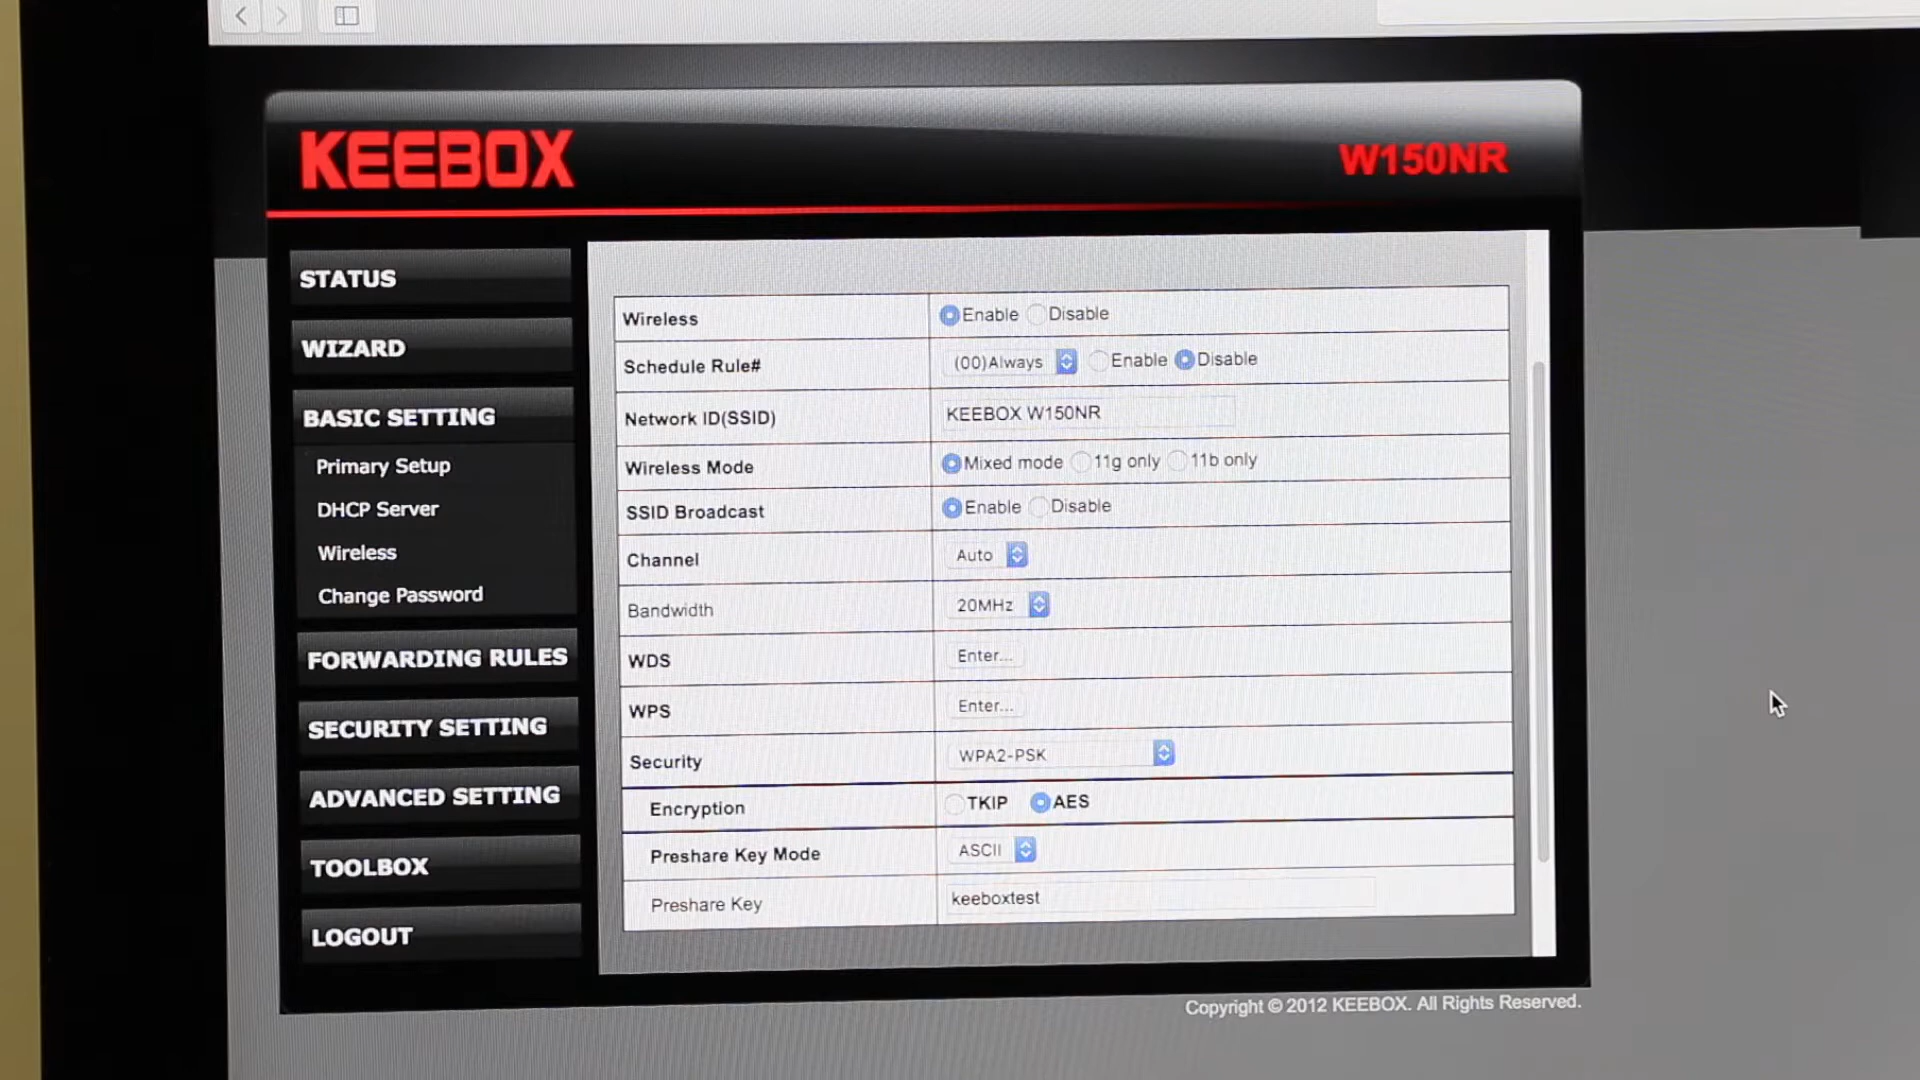 KEEBOX
W150NR
STATUS
WIZARD
BASIC SETTING
Primary Setup
DHCP Server
Wireless
Change Password
FORWARDING RULES
SECURITY SETTING
ADVANCED SETTING
TOOLBOX
LOGOUT
Wireless Enable Disable
Schedule Rule# (00)Always Enable Disable
Network ID(SSID) KEEBOX W150NR
Wireless Mode Mixed mode 11g only 11b only
SSID Broadcast Enable Disable
Channel Auto
Bandwidth 20MHz
WDS Enter...
WPS Enter...
Security WPA2-PSK
Encryption TKIP AES
Preshare Key Mode ASCII
Preshare Key keeboxtest
Copyright © 2012 KEEBOX. All Rights Reserved.